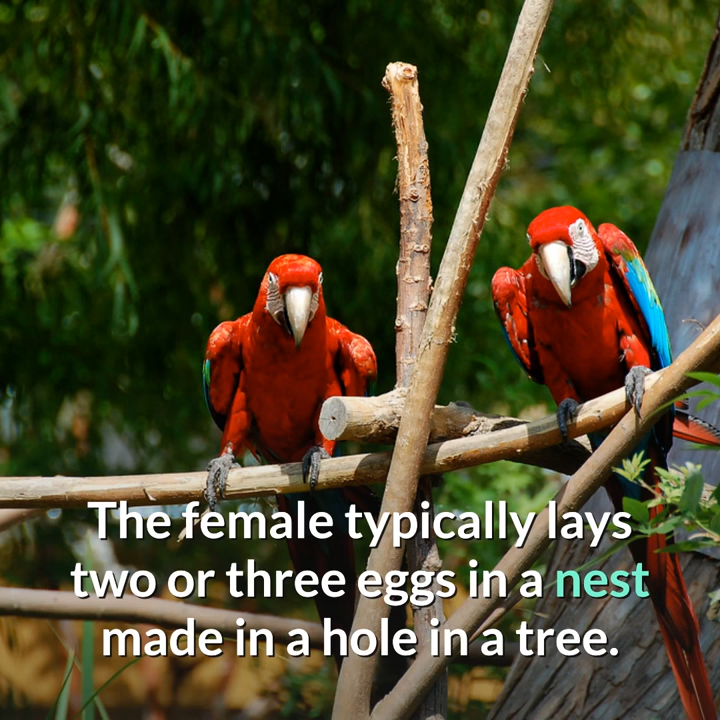 The female typically lays
two or three eggs in a nest
made in a hole in a tree.